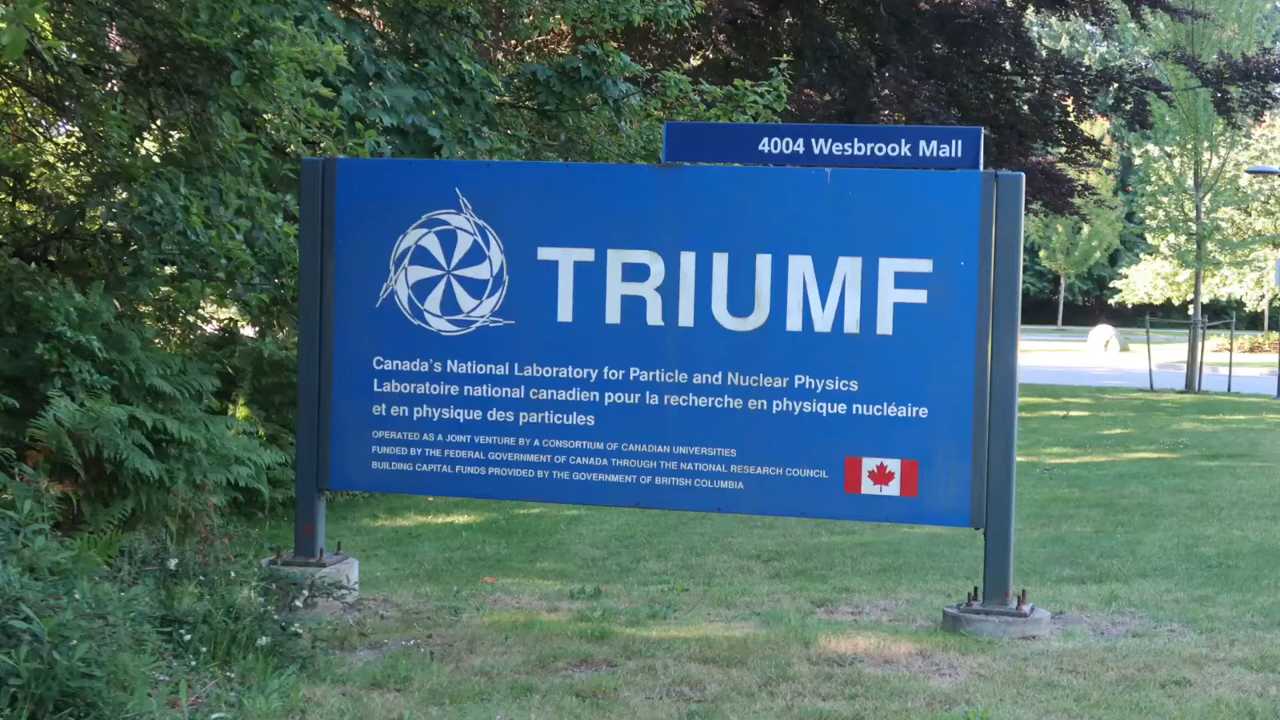 4004 Wesbrook Mall
TRIUMF
Canada's National Laboratory for Particle and Nuclear Physics
Laboratoire national canadien pour la recherche en physique nucléaire
et en physique des particules
OPERATED AS A JOINT VENTURE BY A CONSORTIUM OF CANADIAN UNIVERSITIES
FUNDED BY THE FEDERAL GOVERNMENT OF CANADA THROUGH THE NATIONAL RESEARCH COUNCIL
BUILDING CAPITAL FUNDS PROVIDED BY THE GOVERNMENT OF BRITISH COLUMBIA